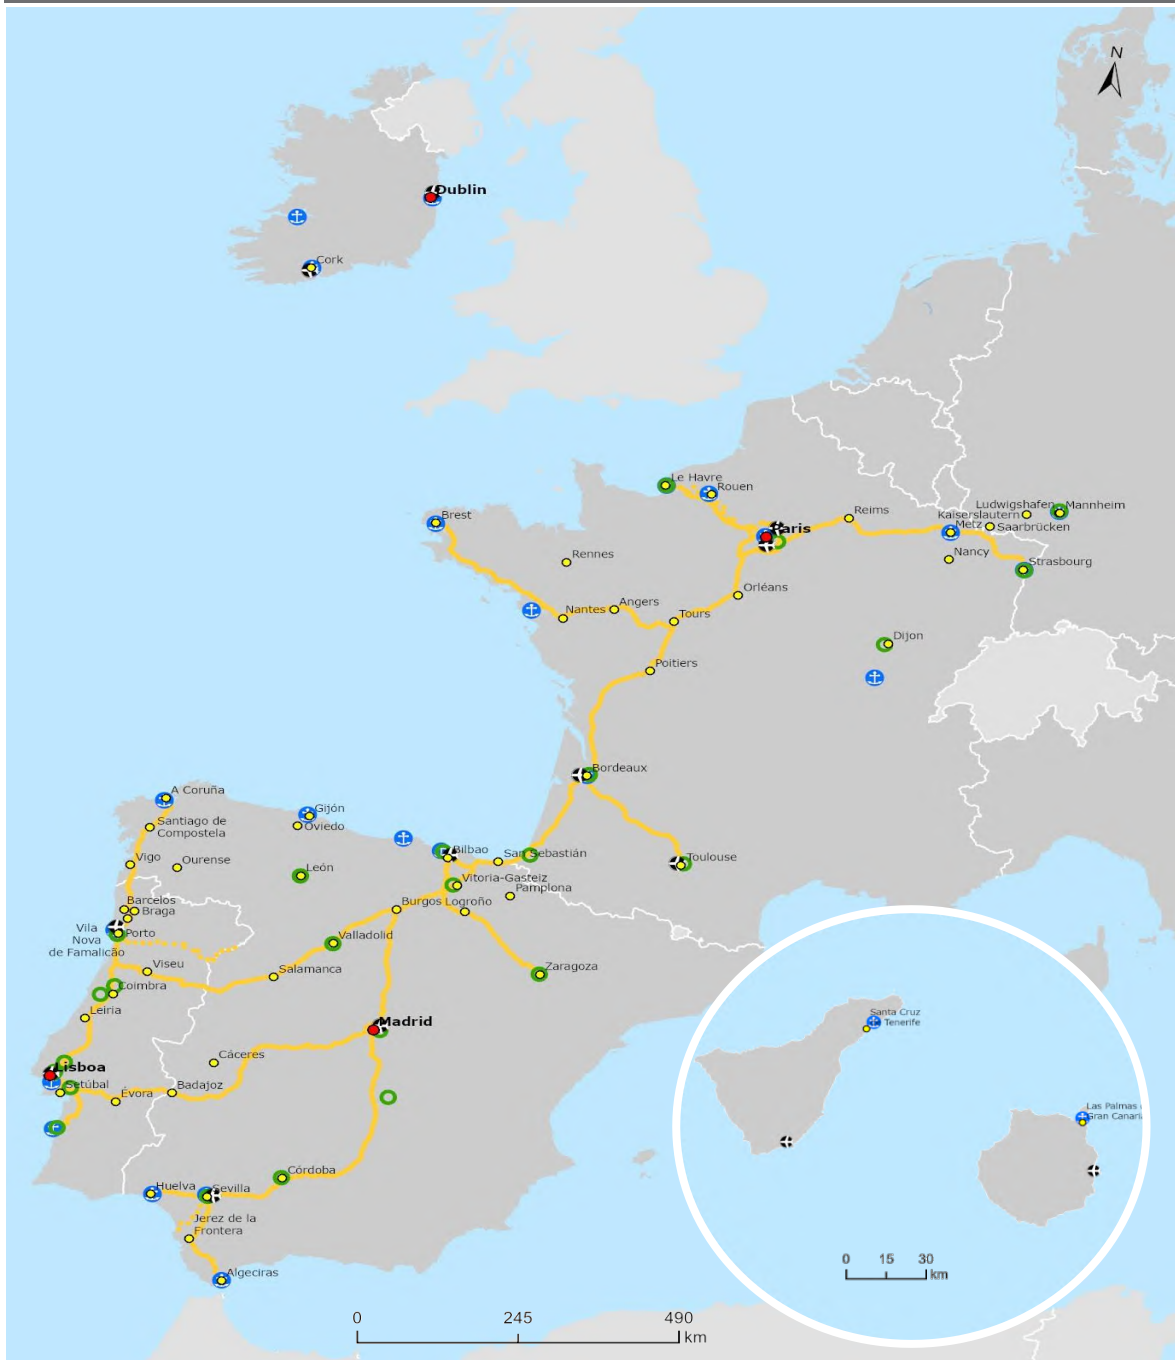 N
Dublin
Cork
Le Havre
Rouen
Brest
Paris
Reims
Ludwigshafen
Mannheim
Kaiserslautern
Metz
Saarbrücken
Nancy
Strasbourg
Rennes
Orléans
Nantes
Angers
Tours
Dijon
Poitiers
Bordeaux
Toulouse
A Coruña
Gijón
Santiago de
Compostela
Oviedo
Bilbao
San Sebastián
Vigo
Ourense
León
Vitoria-Gasteiz
Pamplona
Barcelos
Braga
Burgos
Logroño
Vila
Nova
de Famalicão
Porto
Valladolid
Viseu
Salamanca
Zaragoza
Coimbra
Leiria
Madrid
Lisboa
Cáceres
Setúbal
Évora
Badajoz
Córdoba
Huelva
Sevilla
Jerez de la
Frontera
Algeciras
Santa Cruz
Tenerife
Las Palmas
Gran Canaria
0 15 30
km
0 245 490
km